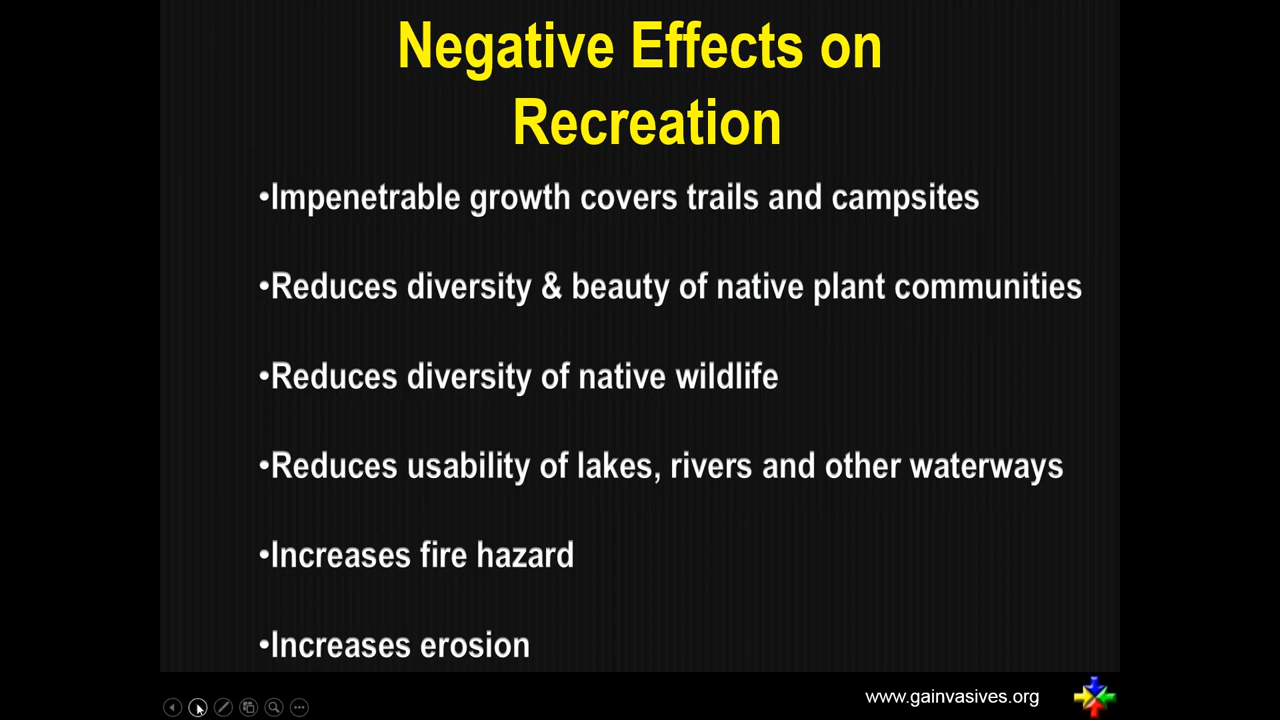 Negative Effects on
Recreation
•Impenetrable growth covers trails and campsites
•Reduces diversity & beauty of native plant communities
•Reduces diversity of native wildlife
•Reduces usability of lakes, rivers and other waterways
•Increases fire hazard
•Increases erosion
www.gainvasives.org